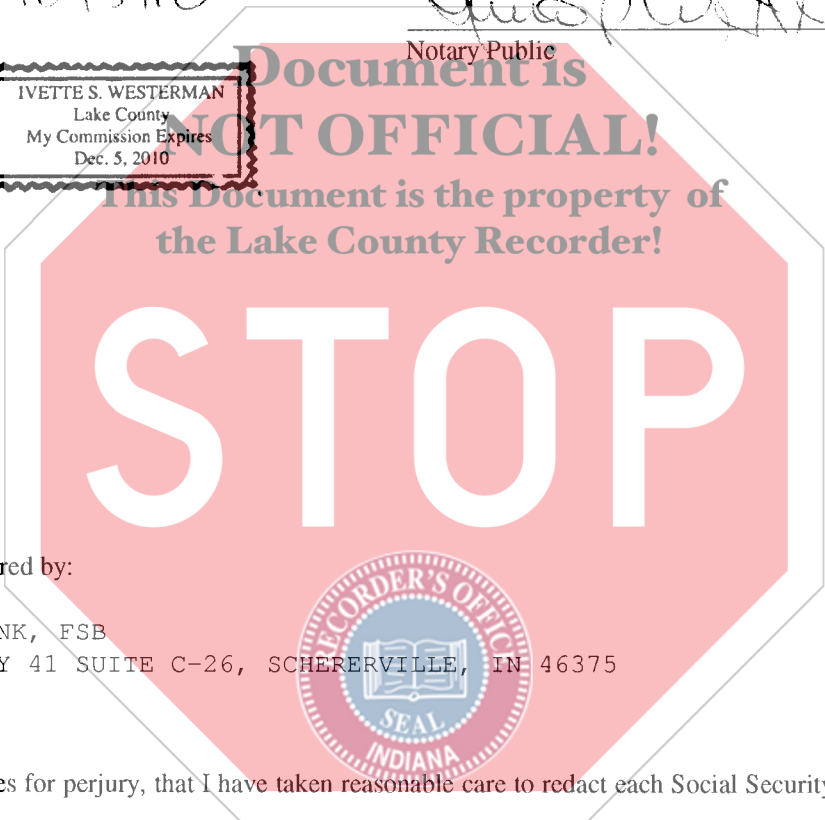 Notary Public
Document is
IVETTE S. WESTERMAN
Lake County
My Commission Expires
Dec. 5, 2010
NOT OFFICIAL!
This Document is the property of
the Lake County Recorder!
STOP
red by:
RECORDER'S OFFICE
NK, FSB
Y 41 SUITE C-26, SCHERERVILLE, IN 46375
SEAL
INDIANA
es for perjury, that I have taken reasonable care to redact each Social Security